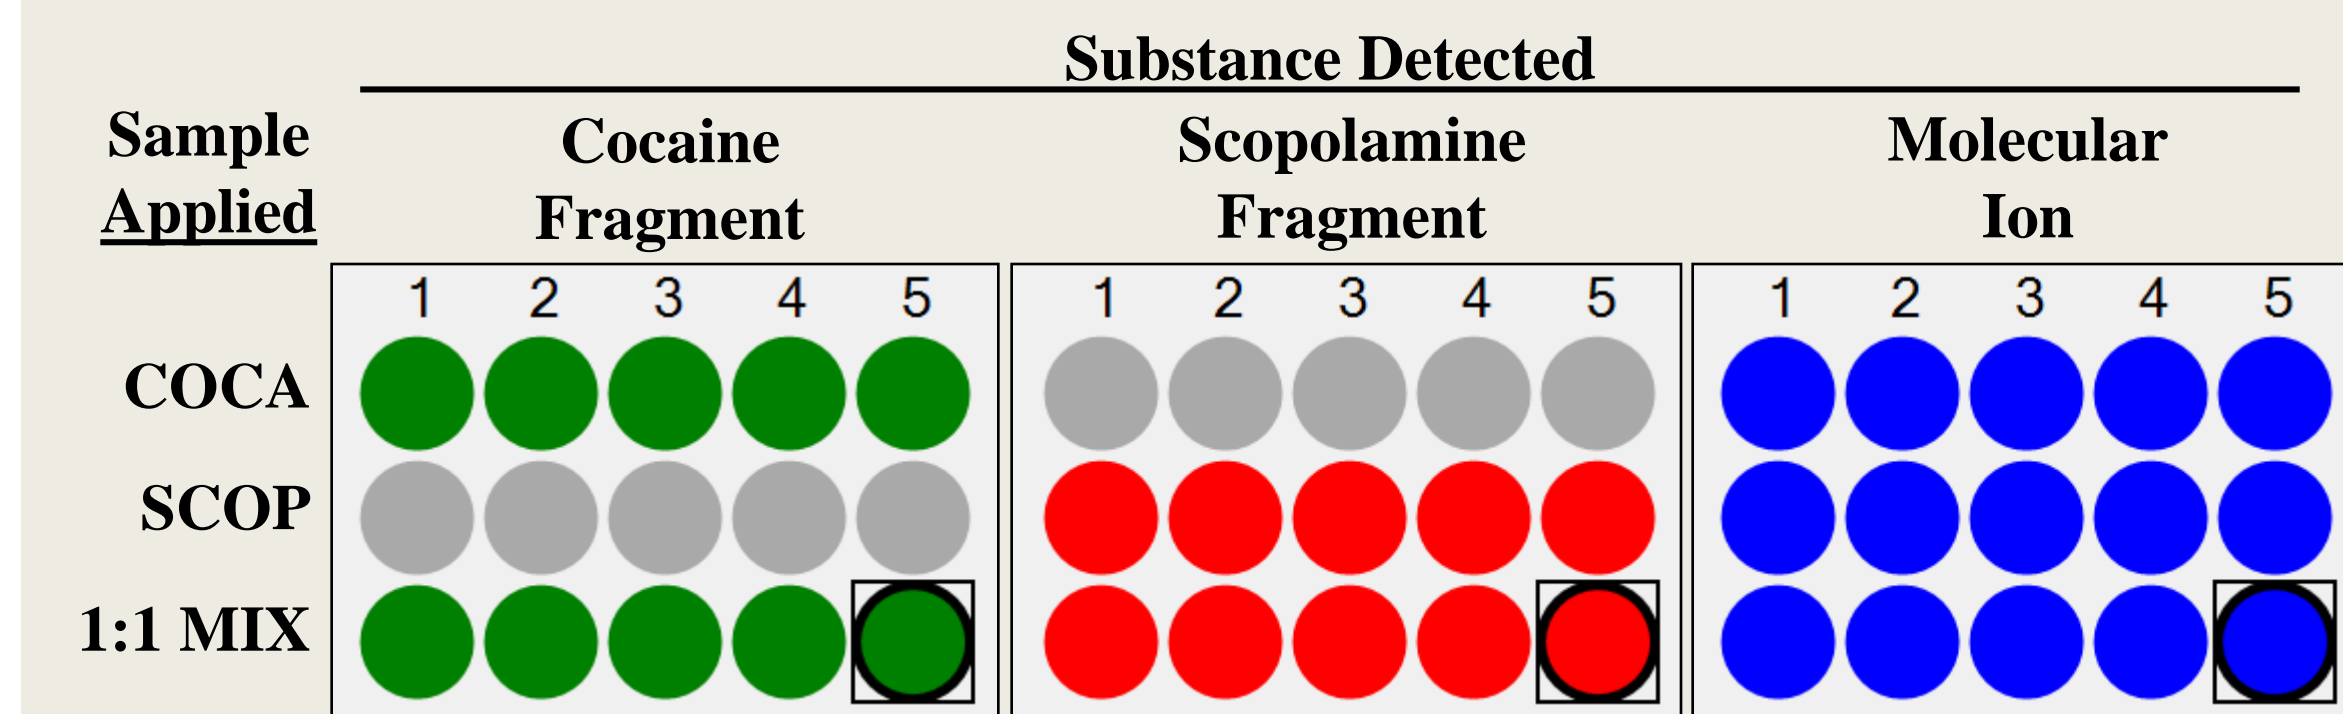 Substance Detected
Sample
Applied
Cocaine
Fragment
Scopolamine
Fragment
Molecular
Ion
1 2 3 4 5 1 2 3 4 5 1 2 3 4 5
COCA
SCOP
1:1 MIX